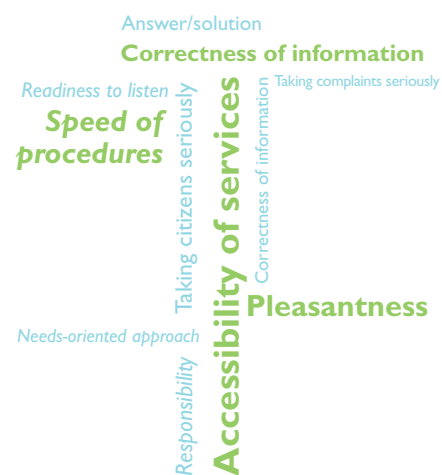 Answer/solution
Correctness of information
Readiness to listen
Taking complaints seriously
Speed of
procedures
Taking citizens seriously
Accessibility of services
Correctness of information
Pleasantness
Needs-oriented approach
Responsibility